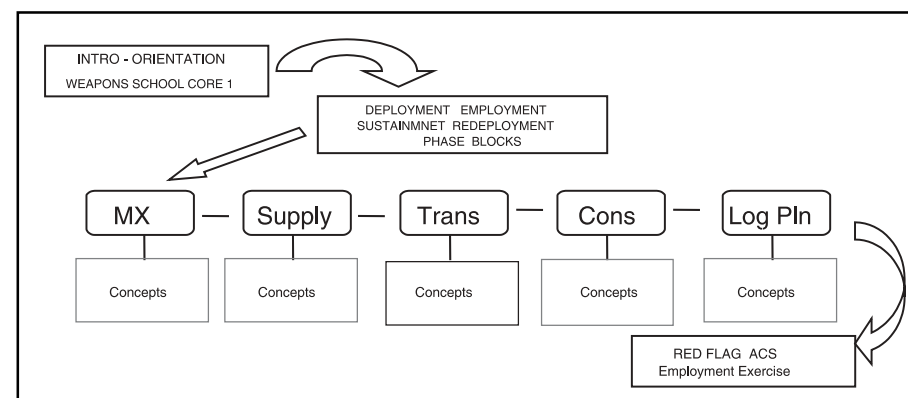 INTRO - ORIENTATION
WEAPONS SCHOOL CORE 1
DEPLOYMENT EMPLOYMENT
SUSTAINMNET REDEPLOYMENT
PHASE BLOCKS
MX
Supply
Trans
Cons
Log Pln
Concepts
Concepts
Concepts
Concepts
Concepts
RED FLAG ACS
Employment Exercise